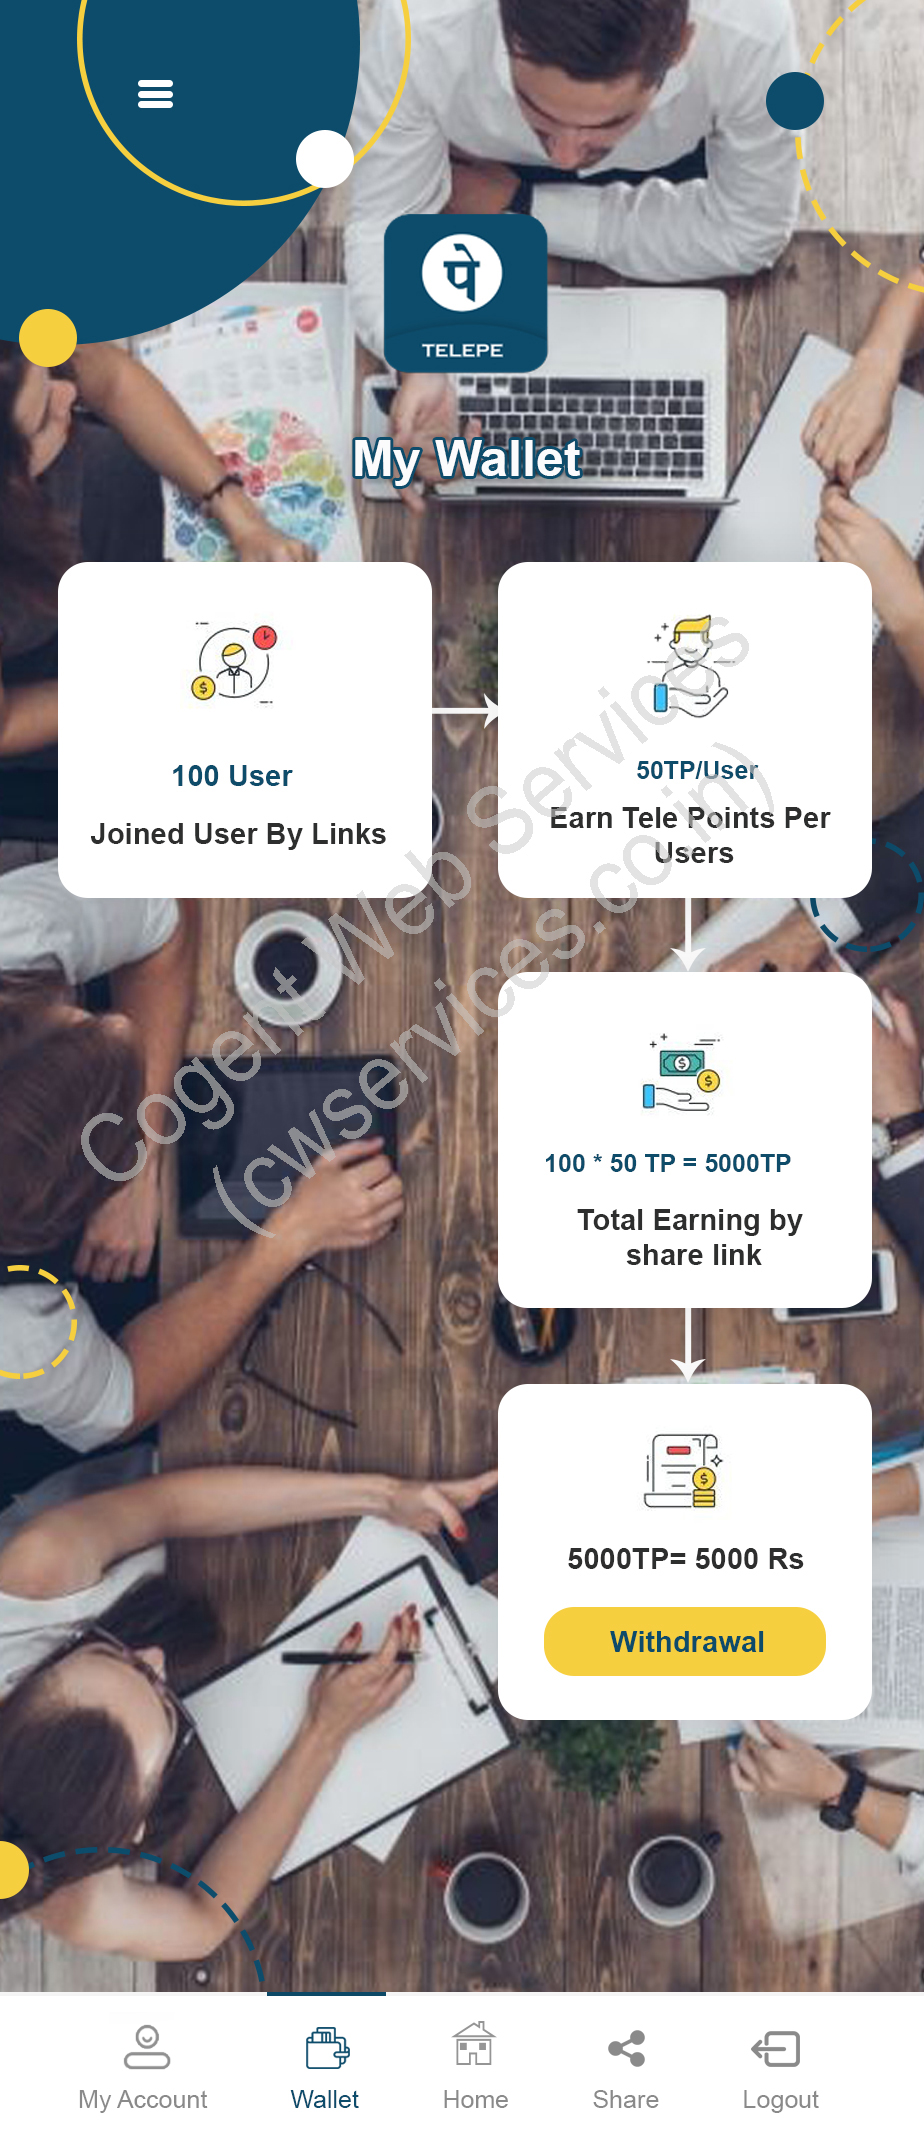 पे
TELEPE
My Wallet
100 User
Joined User By Links
50TP/User
Earn Tele Points Per
Users
100 * 50 TP = 5000TP
Total Earning by
share link
5000TP= 5000 Rs
Withdrawal
Cogent Web Services
(cwservices.co.in)
My Account
Wallet
Home
Share
Logout